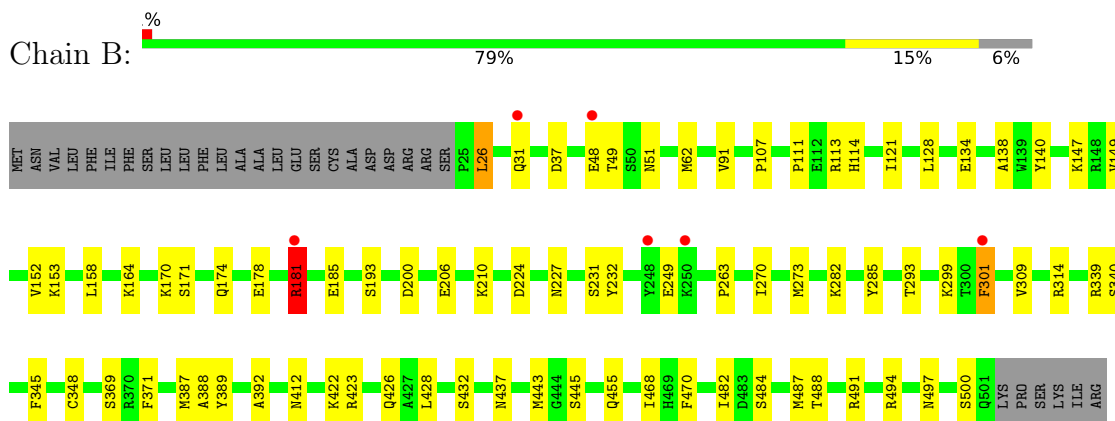 %
Chain B:
79% 15% 6%
MET ASN VAL LEU PHE ILE PHE SER LEU LEU PHE LEU ALA ALA LEU GLU SER CYS ALA ASP ASP ARG ARG SER P25 L26 Q31 D37 E48 T49 S50 N51 M62 V91 P107 P111 E112 R113 H114 I121 L128 E134 A138 W139 Y140 K147 R148 V149
V152 K153 L158 K164 K170 S171 Q174 E178 R181 E185 S193 D200 E206 K210 D224 N227 S231 Y232 Y248 E249 K250 P263 I270 M273 K282 Y285 T293 K299 T300 F301 V309 R314 R339 S340
F345 C348 S369 R370 F371 M387 A388 Y389 A392 N412 K422 R423 Q426 A427 L428 S432 N437 M443 G444 S445 Q455 I468 H469 F470 I482 D483 S484 M487 T488 R491 R494 N497 S500 Q501 LYS PRO SER LYS ILE ARG